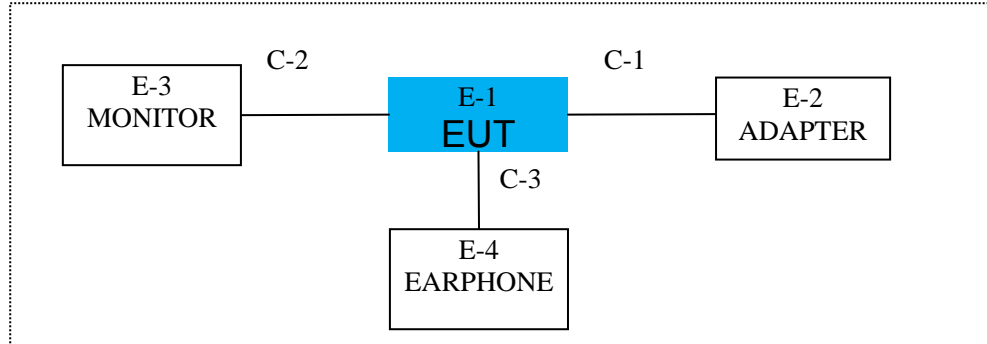 C-2
C-1
E-3
MONITOR
E-1
EUT
E-2
ADAPTER
C-3
E-4
EARPHONE